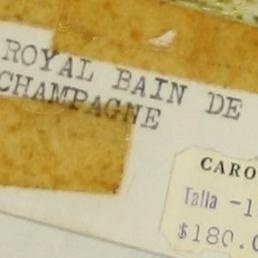 ROYAL BAIN DE
CHAMPAGNE
CARO
Talla -1
$180.0